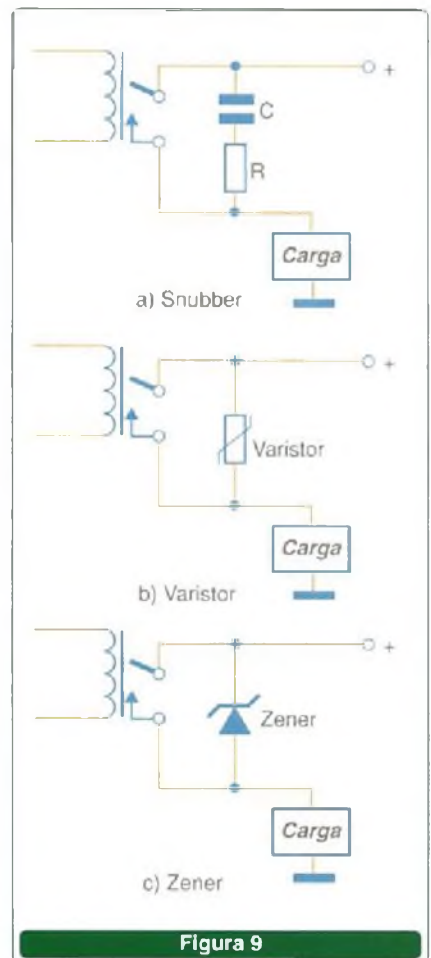 +
C
R
Carga
a) Snubber
+
Varistor
Carga
b) Varistor
+
Zener
Carga
c) Zener
Figura 9